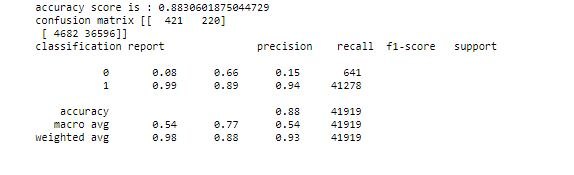 accuracy score is : 0.8830601875044729
confusion matrix [[ 421 220]
[ 4682 36596]]
classification report precision recall f1-score support
0 0.08 0.66 0.15 641
1 0.99 0.89 0.94 41278
accuracy 0.88 41919
macro avg 0.54 0.77 0.54 41919
weighted avg 0.98 0.88 0.93 41919